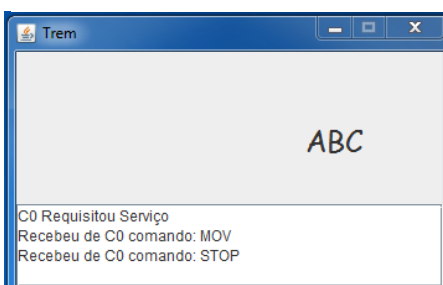 Trem
ABC
C0 Requisitou Serviço
Recebeu de C0 comando: MOV
Recebeu de C0 comando: STOP